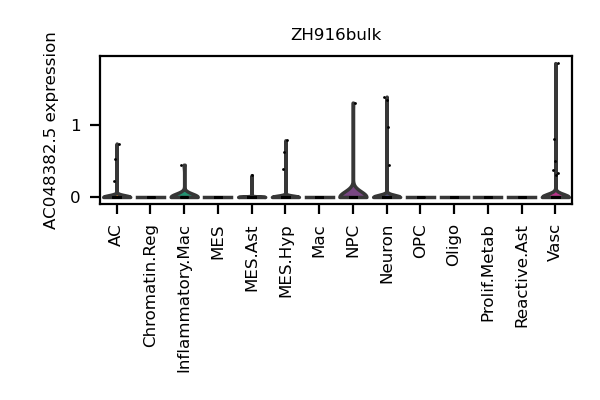 ZH916bulk
AC048382.5 expression
1
0
AC
Chromatin.Reg
Inflammatory.Mac
MES
MES.Ast
MES.Hyp
Mac
NPC
Neuron
OPC
Oligo
Prolif.Metab
Reactive.Ast
Vasc